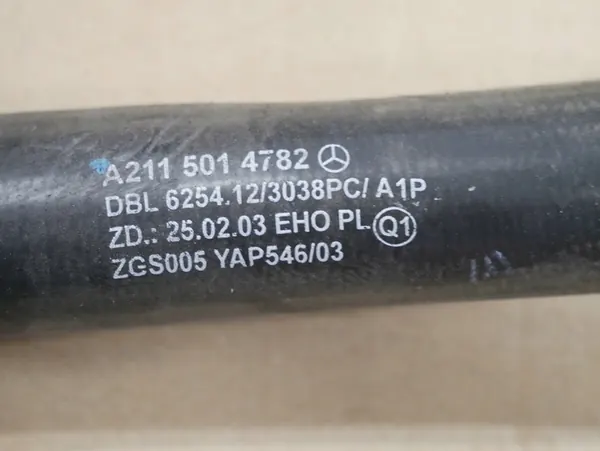 A211 501 4782
DBL 6254.12/3038PC/ A1P
ZD.: 25.02.03 EHO PL Q1
ZGS005 YAP546/03